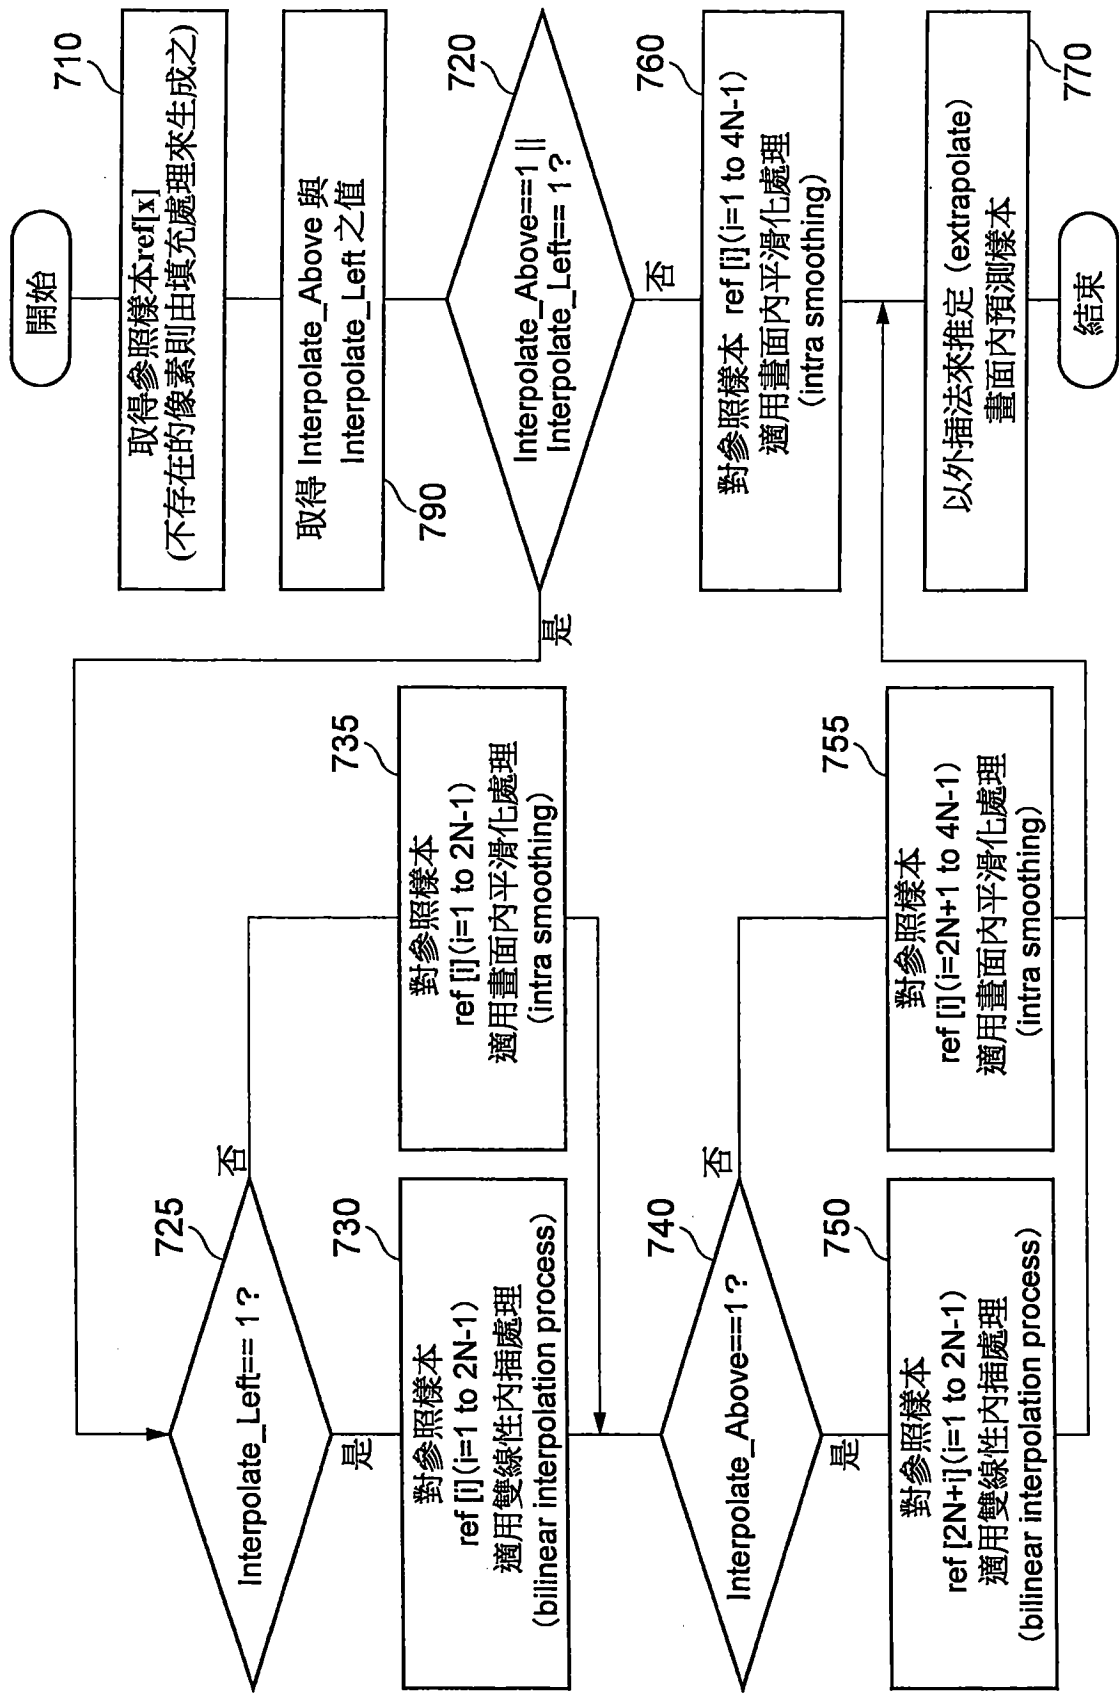 開始
710
取得參照樣本ref[x]
(不存在的像素則由填充處理來生成之)
790
取得 Interpolate_Above 與
Interpolate_Left 之值
720
Interpolate_Above==1 ||
Interpolate_Left== 1 ?
是
否
760
對參照樣本 ref [i](i=1 to 4N-1)
適用畫面內平滑化處理
(intra smoothing)
770
以外插法來推定 (extrapolate)
畫面內預測樣本
結束
725
Interpolate_Left== 1 ?
是
否
730
對參照樣本
ref [i](i=1 to 2N-1)
適用雙線性內插處理
(bilinear interpolation process)
735
對參照樣本
ref [i](i=1 to 2N-1)
適用畫面內平滑化處理
(intra smoothing)
740
Interpolate_Above==1 ?
是
否
750
對參照樣本
ref [2N+i](i=1 to 2N-1)
適用雙線性內插處理
(bilinear interpolation process)
755
對參照樣本
ref [i](i=2N+1 to 4N-1)
適用畫面內平滑化處理
(intra smoothing)